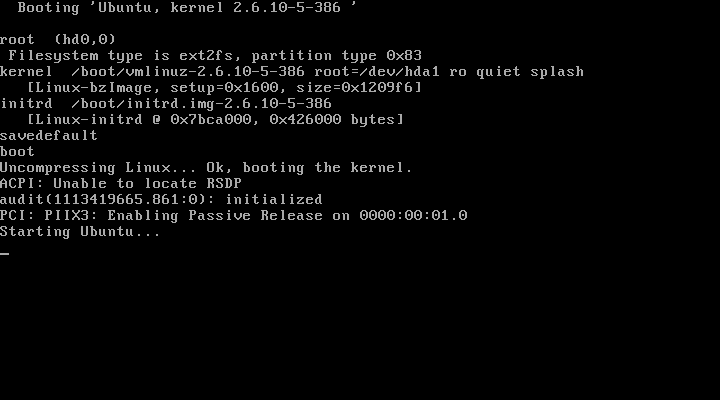 Booting 'Ubuntu, kernel 2.6.10-5-386 '
root (hd0,0)
Filesystem type is ext2fs, partition type 0x83
kernel /boot/vmlinuz-2.6.10-5-386 root=/dev/hda1 ro quiet splash
[Linux-bzImage, setup=0x1600, size=0x1209f6]
initrd /boot/initrd.img-2.6.10-5-386
[Linux-initrd @ 0x7bca000, 0x426000 bytes]
savedefault
boot
Uncompressing Linux... Ok, booting the kernel.
ACPI: Unable to locate RSDP
audit(1113419665.861:0): initialized
PCI: PIIX3: Enabling Passive Release on 0000:00:01.0
Starting Ubuntu...